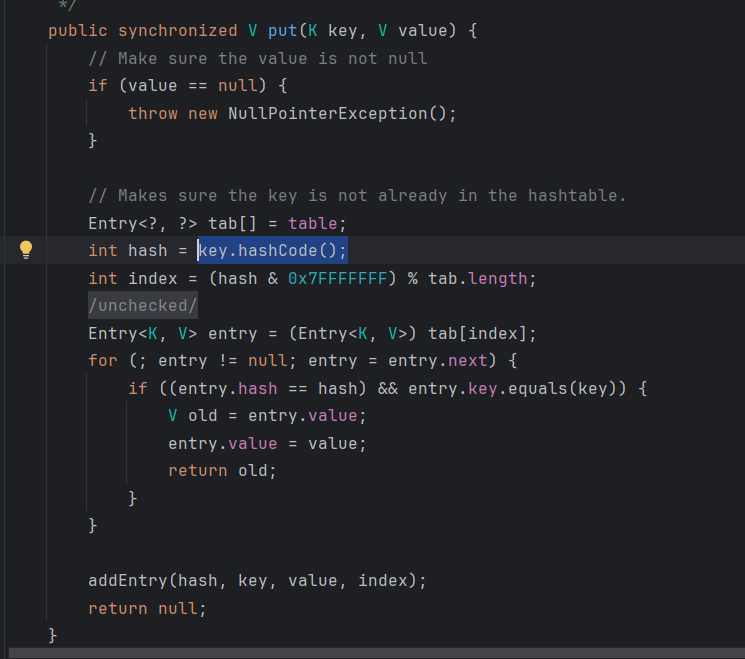 */
public synchronized V put(K key, V value) {
// Make sure the value is not null
if (value == null) {
throw new NullPointerException();
}
// Makes sure the key is not already in the hashtable.
Entry<?, ?> tab[] = table;
int hash = key.hashCode();
int index = (hash & 0x7FFFFFFF) % tab.length;
/unchecked/
Entry<K, V> entry = (Entry<K, V>) tab[index];
for (; entry != null; entry = entry.next) {
if ((entry.hash == hash) && entry.key.equals(key)) {
V old = entry.value;
entry.value = value;
return old;
}
}
addEntry(hash, key, value, index);
return null;
}